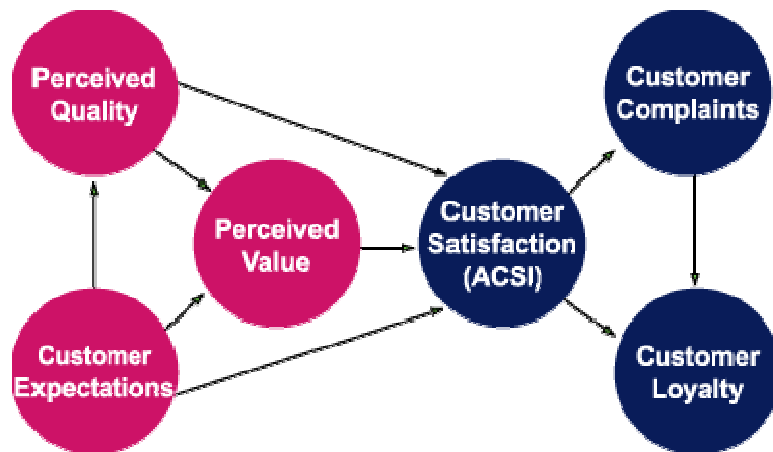 Perceived
Quality
Customer
Complaints
Perceived
Value
Customer
Satisfaction
(ACSI)
Customer
Expectations
Customer
Loyalty